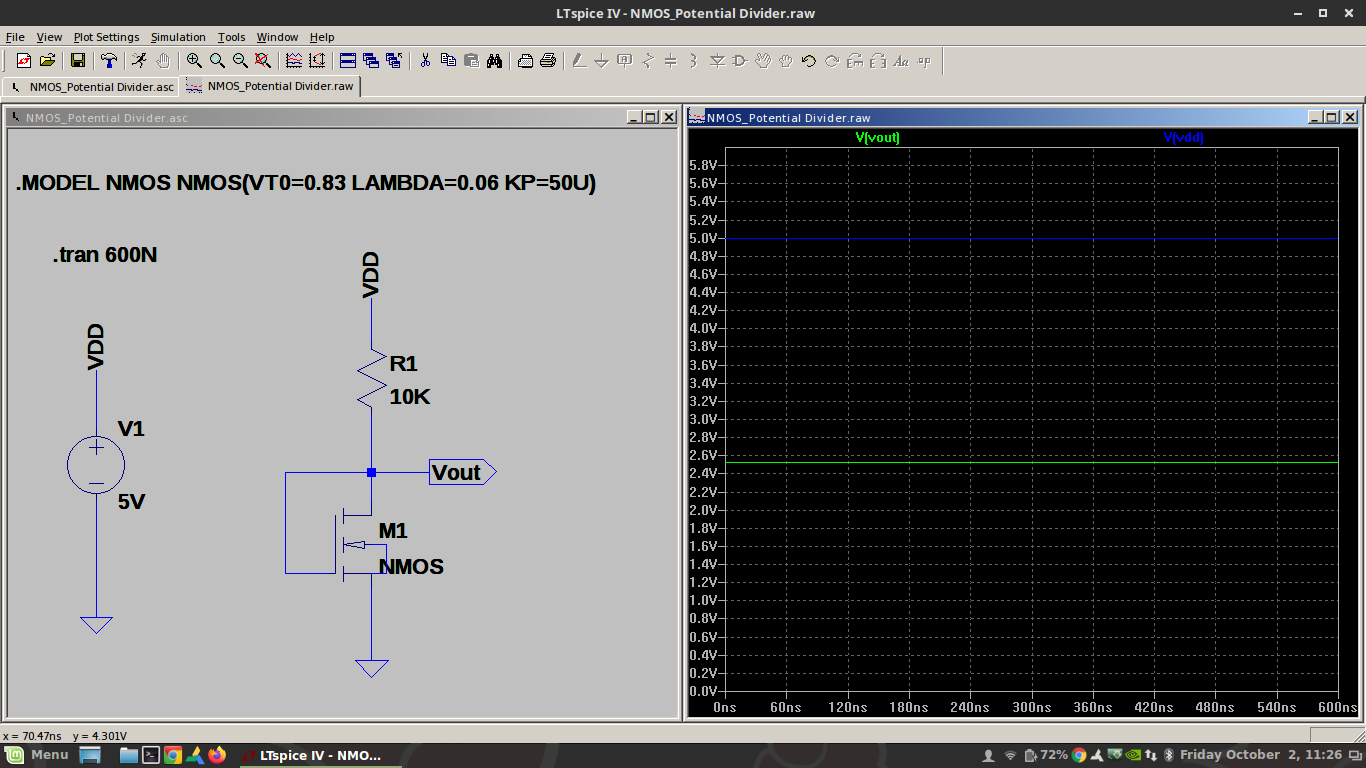 LTspice IV - NMOS_Potential Divider.raw
File View Plot Settings Simulation Tools Window Help
NMOS_Potential Divider.asc NMOS_Potential Divider.raw
NMOS_Potential Divider.asc
.MODEL NMOS NMOS(VT0=0.83 LAMBDA=0.06 KP=50U)
.tran 600N
VDD
VDD
V1
5V
R1
10K
Vout
M1
NMOS
NMOS_Potential Divider.raw
V(vout) V(vdd)
5.8V
5.6V
5.4V
5.2V
5.0V
4.8V
4.6V
4.4V
4.2V
4.0V
3.8V
3.6V
3.4V
3.2V
3.0V
2.8V
2.6V
2.4V
2.2V
2.0V
1.8V
1.6V
1.4V
1.2V
1.0V
0.8V
0.6V
0.4V
0.2V
0.0V
0ns 60ns 120ns 180ns 240ns 300ns 360ns 420ns 480ns 540ns 600ns
x = 70.47ns y = 4.301V
Menu LTspice IV - NMO... 72% Friday October 2, 11:26